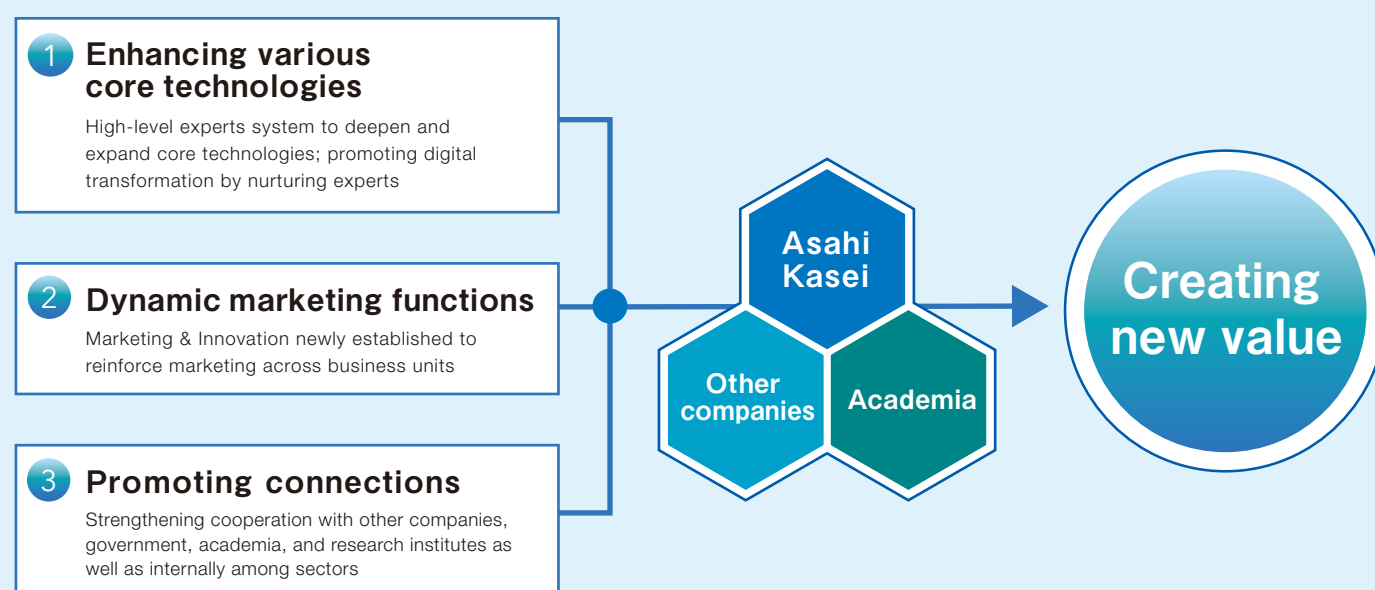 1
Enhancing various
core technologies
High-level experts system to deepen and
expand core technologies; promoting digital
transformation by nurturing experts
2
Dynamic marketing functions
Marketing & Innovation newly established to
reinforce marketing across business units
3
Promoting connections
Strengthening cooperation with other companies,
government, academia, and research institutes as
well as internally among sectors
Asahi
Kasei
Other
companies
Academia
Creating
new value